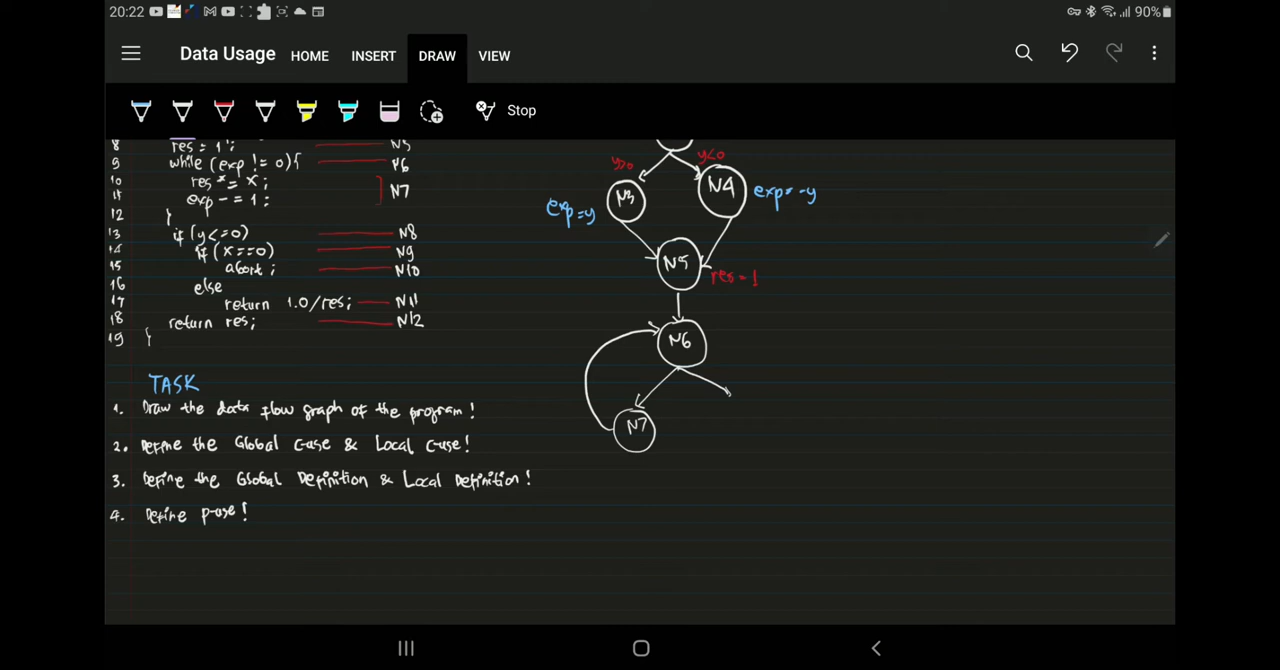 20:22 90%
Data Usage HOME INSERT DRAW VIEW
Stop
8 res = 1; N5
9 while (exp != 0){ N6
10 res *= x;
11 exp -= 1; N7
12 }
13 if (y<=0) N8
14 if (x==0) N9
15 abort; N10
16 else
17 return 1.0/res; N11
18 return res; N12
19 }
TASK
1. Draw the data flow graph of the program!
2. Define the Global c-use & Local c-use!
3. Define the Global Definition & Local Definition!
4. Define p-use!
y>0 y<0
N3 N4
exp=y exp=-y
N5
res=1
N6
N7